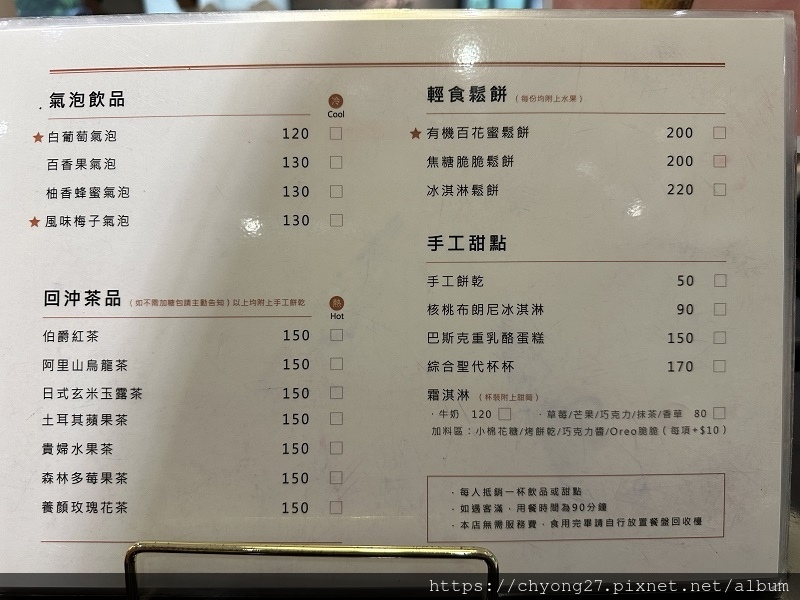 氣泡飲品
冷
Cool
白葡萄氣泡 120
百香果氣泡 130
柚香蜂蜜氣泡 130
風味梅子氣泡 130
回沖茶品（如不需加糖包請主動告知）以上均附上手工餅乾
熱
Hot
伯爵紅茶 150
阿里山烏龍茶 150
日式玄米玉露茶 150
土耳其蘋果茶 150
貴婦水果茶 150
森林多莓果茶 150
養顏玫瑰花茶 150
輕食鬆餅（每份均附上水果）
有機百花蜜鬆餅 200
焦糖脆脆鬆餅 200
冰淇淋鬆餅 220
手工甜點
手工餅乾 50
核桃布朗尼冰淇淋 90
巴斯克重乳酪蛋糕 150
綜合聖代杯杯 170
霜淇淋（杯裝附上甜筒）
·牛奶 120 ·草莓/芒果/巧克力/抹茶/香草 80
加料區：小棉花糖/烤餅乾/巧克力醬/Oreo脆脆（每項+$10）
·每人抵銷一杯飲品或甜點
·如遇客滿，用餐時間為90分鐘
·本店無需服務費，食用完畢請自行放置餐盤回收檯
https://chyong27.pixnet.net/album